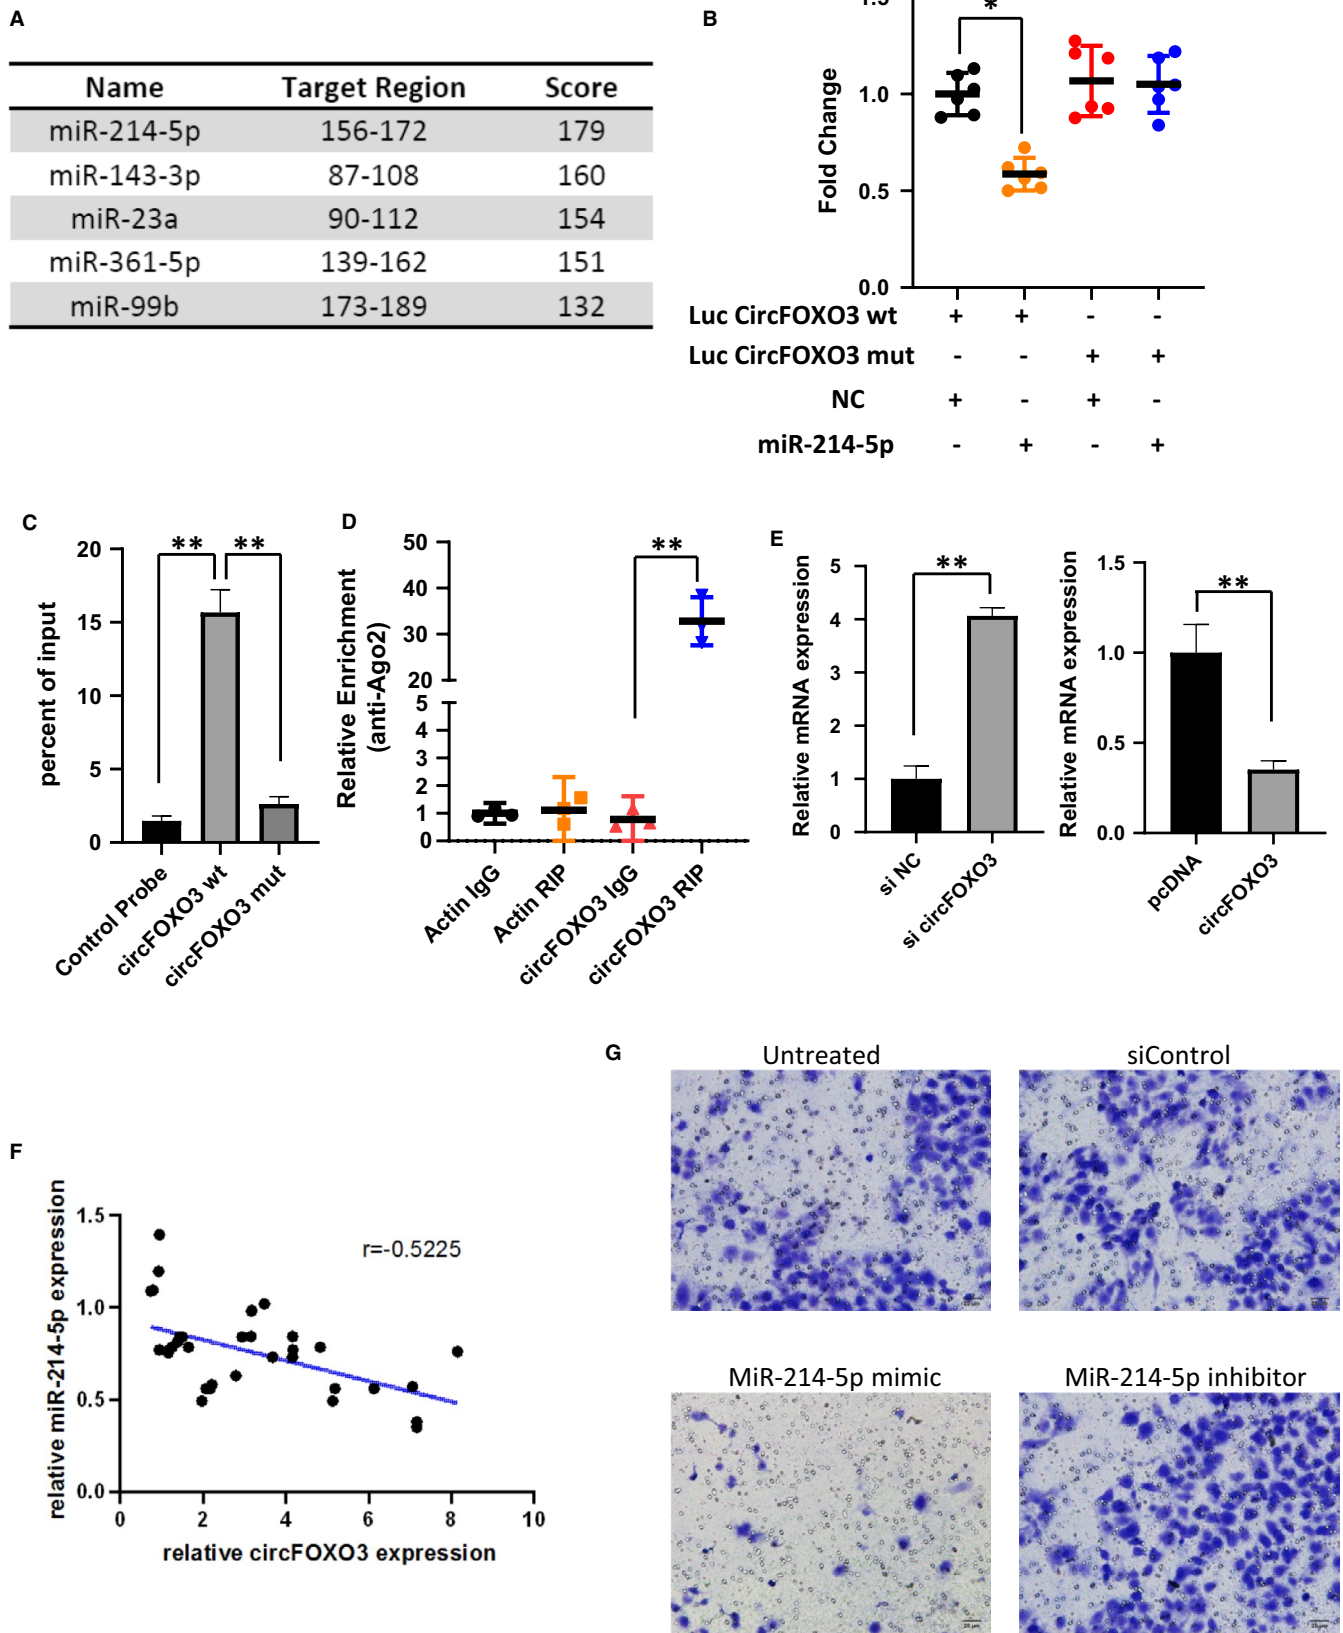 A
Name Target Region Score
miR-214-5p 156-172 179
miR-143-3p 87-108 160
miR-23a 90-112 154
miR-361-5p 139-162 151
miR-99b 173-189 132
B
Fold Change
1.5
1.0
0.5
0.0
*
Luc CircFOXO3 wt + + - -
Luc CircFOXO3 mut - - + +
NC + - + -
miR-214-5p - + - +
C
percent of input
20
15
10
5
0
** **
Control Probe
circFOXO3 wt
circFOXO3 mut
D
Relative Enrichment
(anti-Ago2)
50
40
30
20
5
4
3
2
1
0
**
Actin IgG
Actin RIP
circFOXO3 IgG
circFOXO3 RIP
E
Relative mRNA expression
5
4
3
2
1
0
**
si NC
si circFOXO3
Relative mRNA expression
1.5
1.0
0.5
0.0
**
pcDNA
circFOXO3
F
relative miR-214-5p expression
1.5
1.0
0.5
0.0
r=-0.5225
0 2 4 6 8 10
relative circFOXO3 expression
G
Untreated
siControl
MiR-214-5p mimic
MiR-214-5p inhibitor